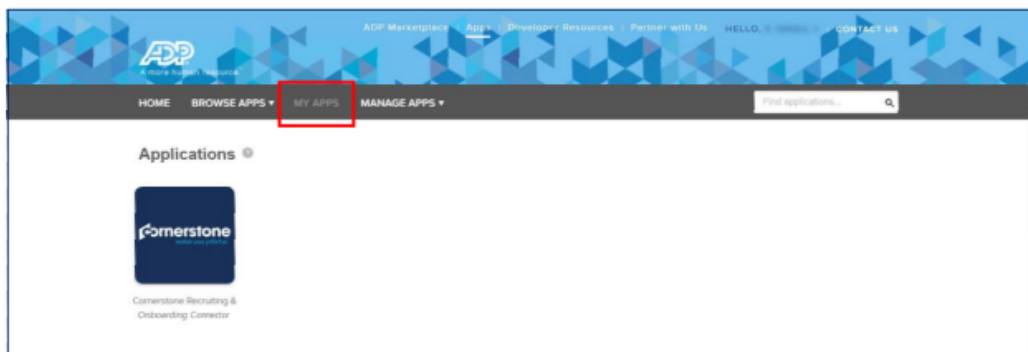 ADP Marketplace Apps Developer Resources Partner with Us HELLO, CONTACT US
ADP
A more human resource.
HOME BROWSE APPS ▾ MY APPS MANAGE APPS ▾ Find applications...
Applications
cornerstone
Cornerstone Recruiting &
Onboarding Connector